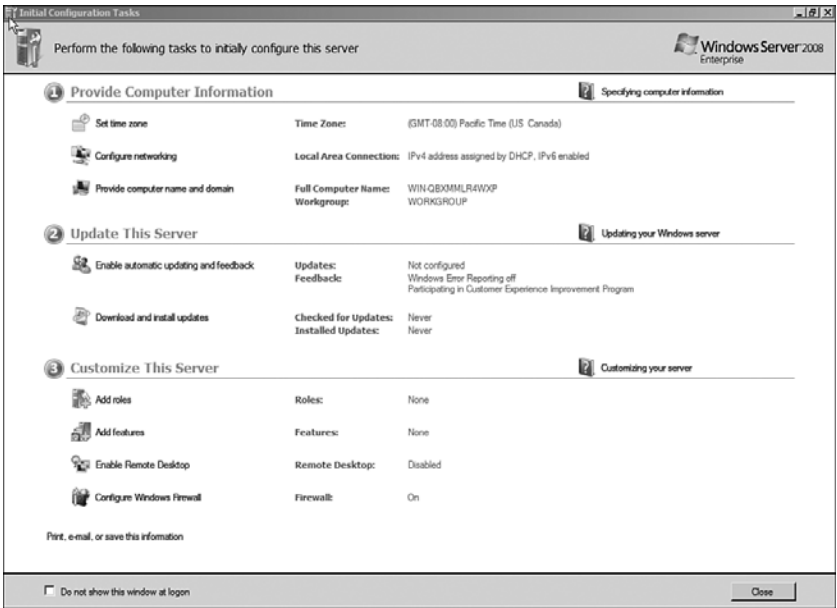 Initial Configuration Tasks
Perform the following tasks to initially configure this server
Windows Server 2008
Enterprise
1 Provide Computer Information
Specifying computer information
Set time zone Time Zone: (GMT-08:00) Pacific Time (US Canada)
Configure networking Local Area Connection: IPv4 address assigned by DHCP, IPv6 enabled
Provide computer name and domain Full Computer Name: WIN-QBXMMLR4WXP
Workgroup: WORKGROUP
2 Update This Server
Updating your Windows server
Enable automatic updating and feedback Updates: Not configured
Feedback: Windows Error Reporting off
Participating in Customer Experience Improvement Program
Download and install updates Checked for Updates: Never
Installed Updates: Never
3 Customize This Server
Customizing your server
Add roles Roles: None
Add features Features: None
Enable Remote Desktop Remote Desktop: Disabled
Configure Windows Firewall Firewall: On
Print, e-mail, or save this information
Do not show this window at logon
Close